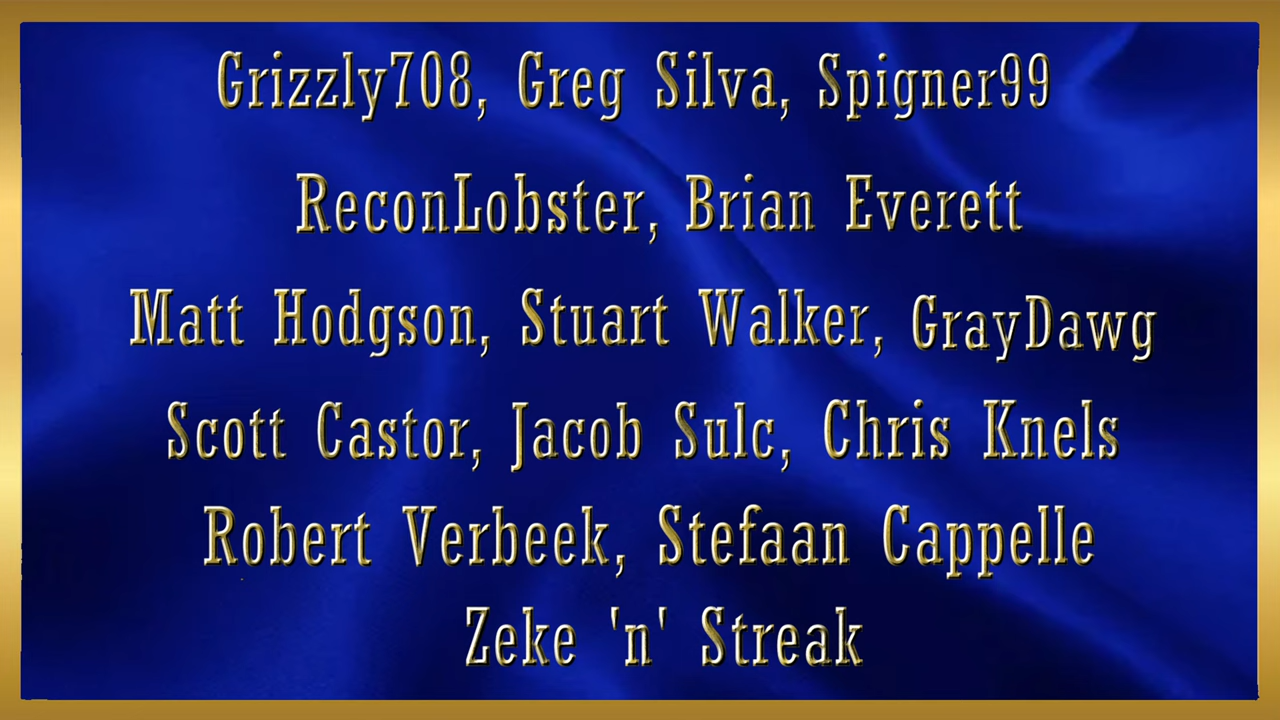 Grizzly708, Greg Silva, Spigner99
ReconLobster, Brian Everett
Matt Hodgson, Stuart Walker, GrayDawg
Scott Castor, Jacob Sulc, Chris Knels
Robert Verbeek, Stefaan Cappelle
Zeke 'n' Streak